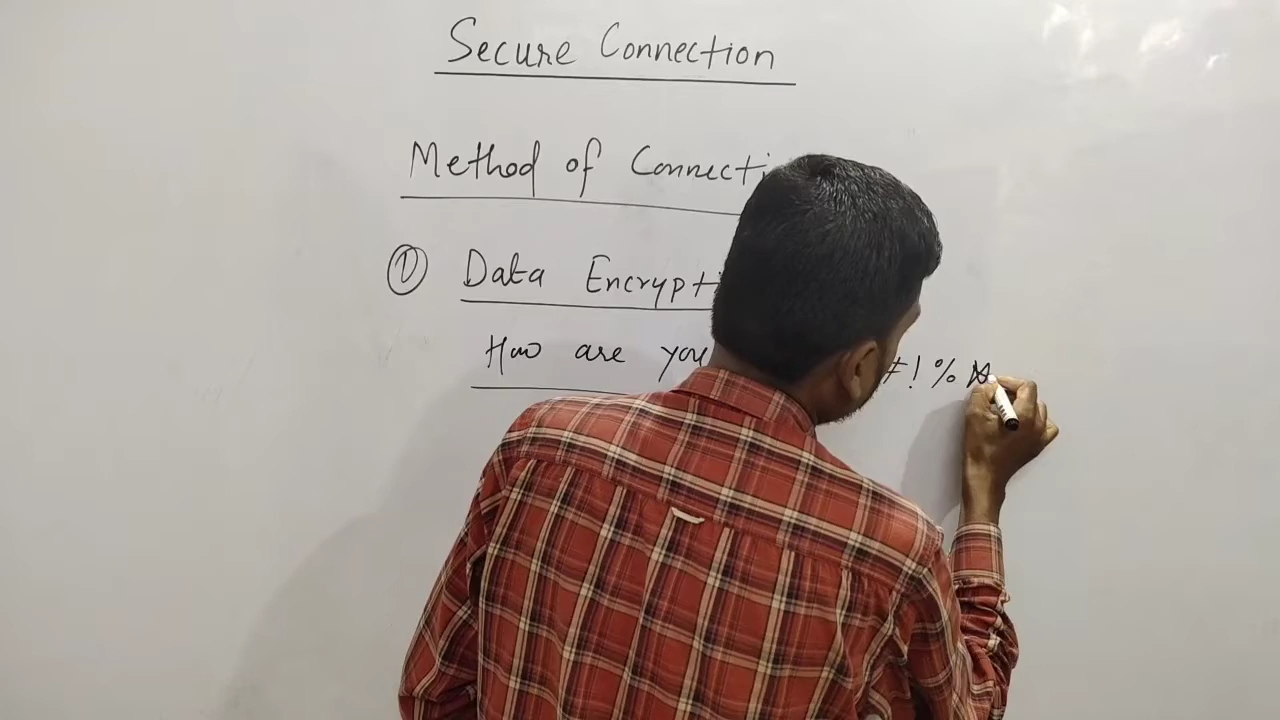 Secure Connection
Method of Connecti
① Data Encrypti
How are you #!%